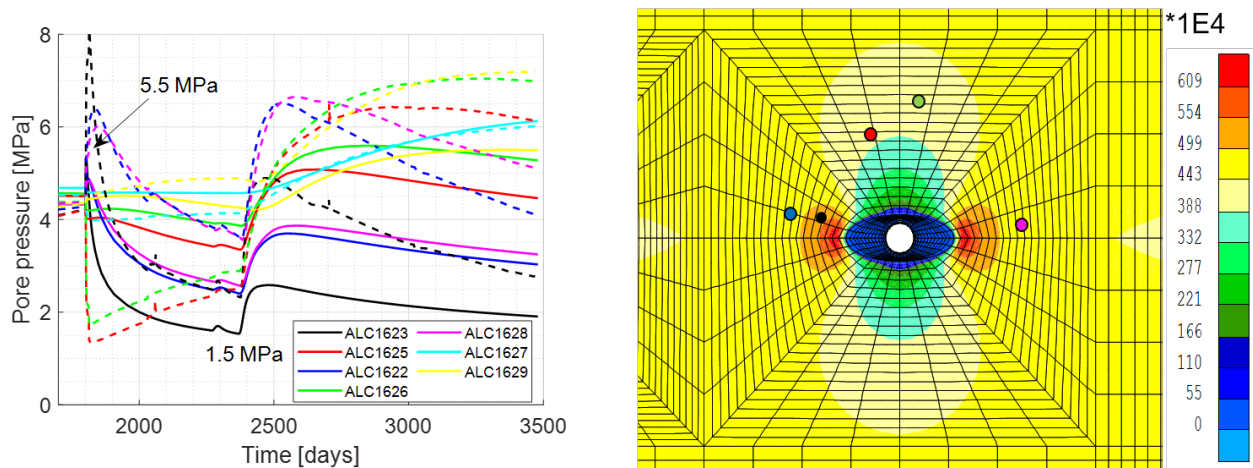 8
6
4
2
0
Pore pressure [MPa]
5.5 MPa
1.5 MPa
ALC1623
ALC1625
ALC1622
ALC1626
ALC1628
ALC1627
ALC1629
2000
2500
3000
3500
Time [days]
*1E4
609
554
499
443
388
332
277
221
166
110
55
0